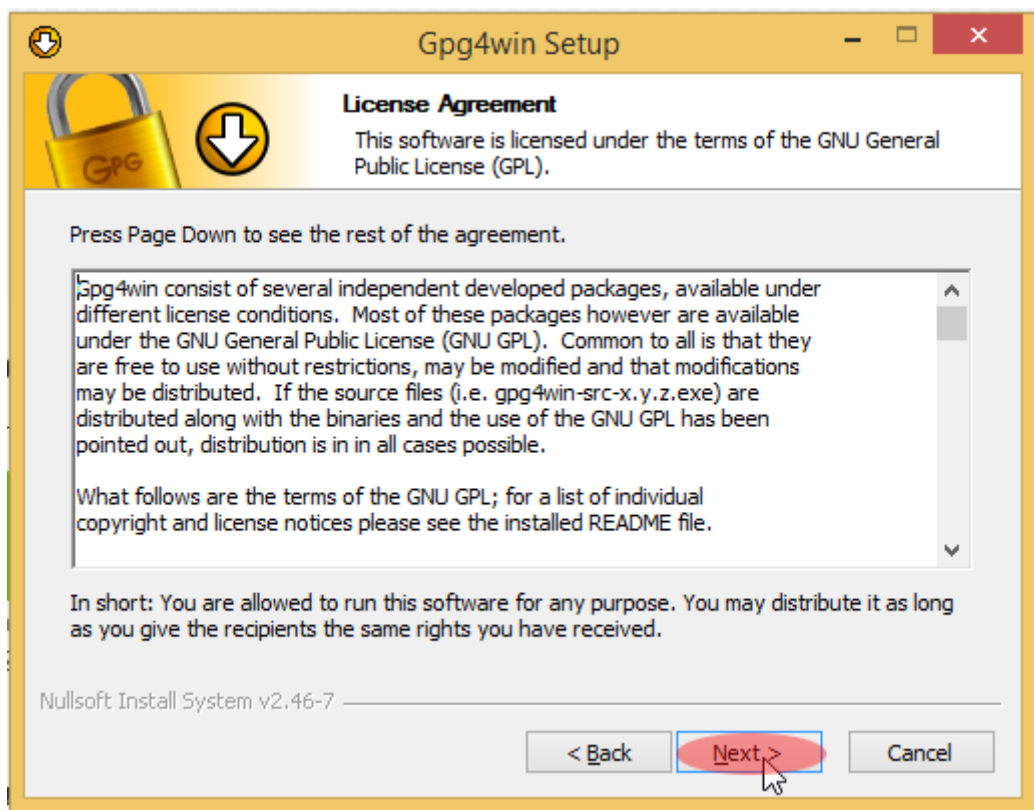 Gpg4win Setup
GPG
License Agreement
This software is licensed under the terms of the GNU General
Public License (GPL).
Press Page Down to see the rest of the agreement.
Gpg4win consist of several independent developed packages, available under
different license conditions.  Most of these packages however are available
under the GNU General Public License (GNU GPL).  Common to all is that they
are free to use without restrictions, may be modified and that modifications
may be distributed.  If the source files (i.e. gpg4win-src-x.y.z.exe) are
distributed along with the binaries and the use of the GNU GPL has been
pointed out, distribution is in in all cases possible.
What follows are the terms of the GNU GPL; for a list of individual
copyright and license notices please see the installed README file.
In short: You are allowed to run this software for any purpose. You may distribute it as long
as you give the recipients the same rights you have received.
Nullsoft Install System v2.46-7
< Back
Next >
Cancel